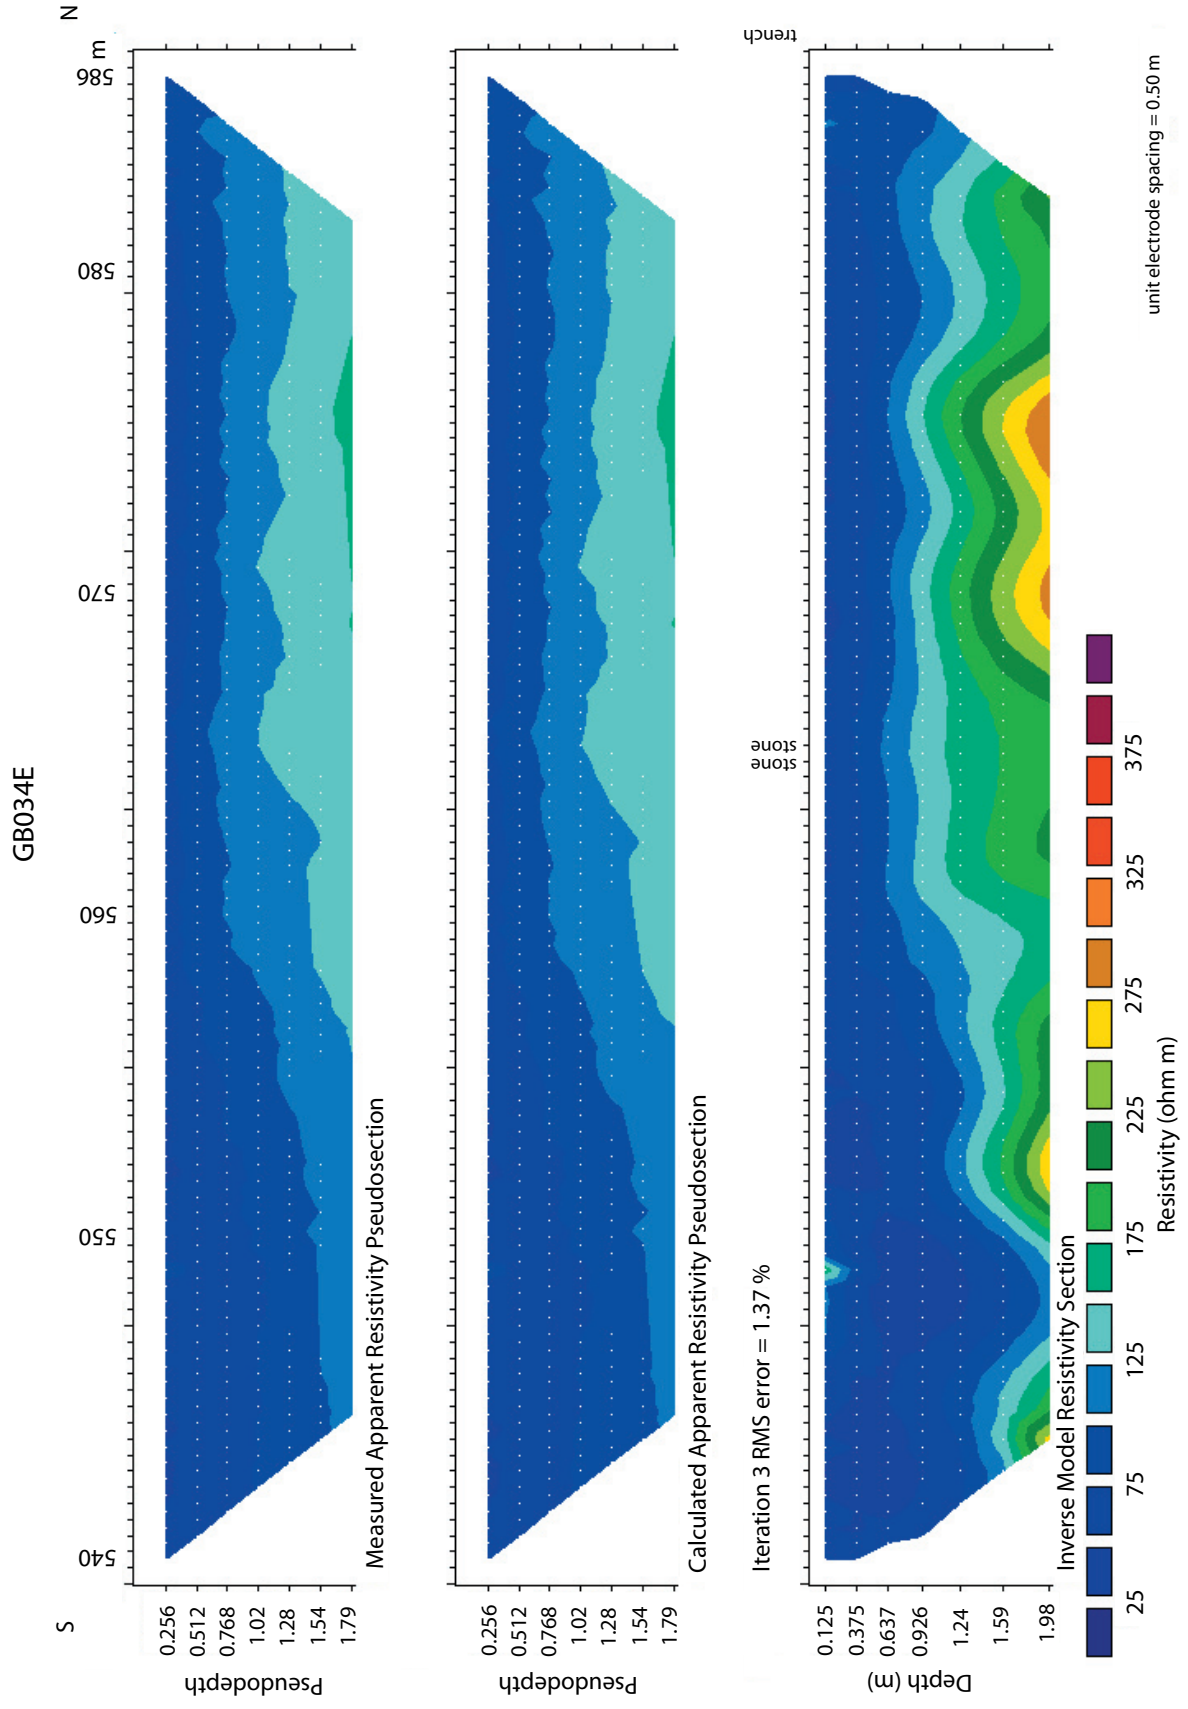 GB034E
S
N
540
550
560
570
580
586
m
Pseudodepth
0.256
0.512
0.768
1.02
1.28
1.54
1.79
Measured Apparent Resistivity Pseudosection
Pseudodepth
0.256
0.512
0.768
1.02
1.28
1.54
1.79
Calculated Apparent Resistivity Pseudosection
Iteration 3 RMS error = 1.37 %
stone
stone
trench
Depth (m)
0.125
0.375
0.637
0.926
1.24
1.59
1.98
Inverse Model Resistivity Section
25
75
125
175
225
275
325
375
Resistivity (ohm m)
unit electrode spacing = 0.50 m